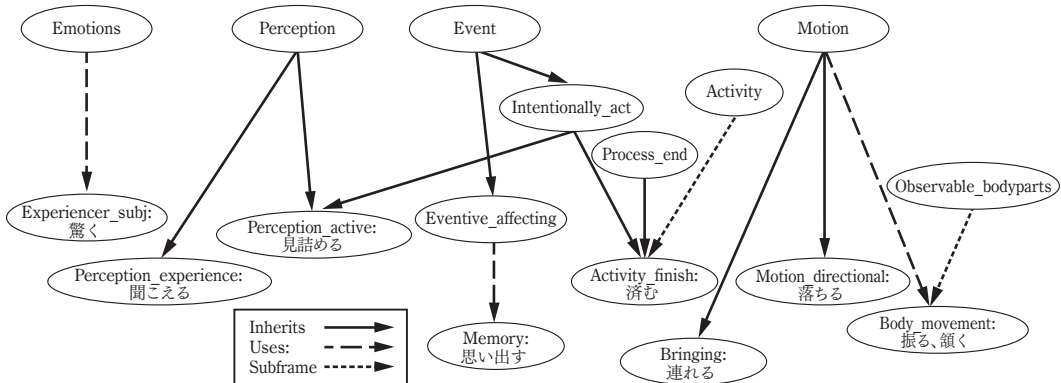 Emotions
Perception
Event
Motion
Intentionally_act
Activity
Process_end
Observable_bodyparts
Experiencer_subj:
驚く
Perception_active:
見詰める
Eventive_affecting
Perception_experience:
聞こえる
Activity_finish:
済む
Motion_directional:
落ちる
Body_movement:
振る、頷く
Memory:
思い出す
Bringing:
連れる
Inherits
Uses:
Subframe